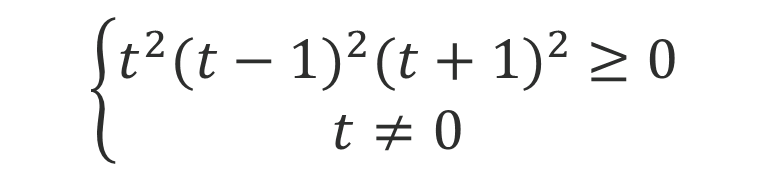 t²(t − 1)²(t + 1)² ≥ 0
t ≠ 0